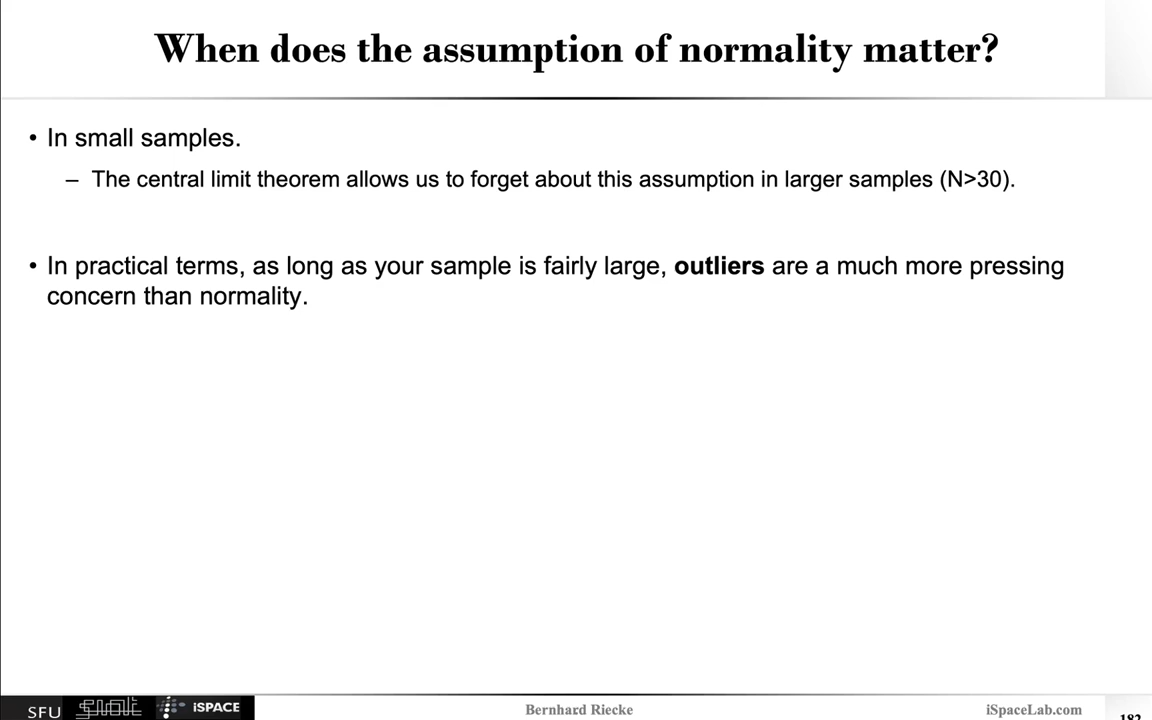 When does the assumption of normality matter?
• In small samples.
– The central limit theorem allows us to forget about this assumption in larger samples (N>30).
• In practical terms, as long as your sample is fairly large, outliers are a much more pressing
concern than normality.
SFU
iSPACE
Bernhard Riecke
iSpaceLab.com
182